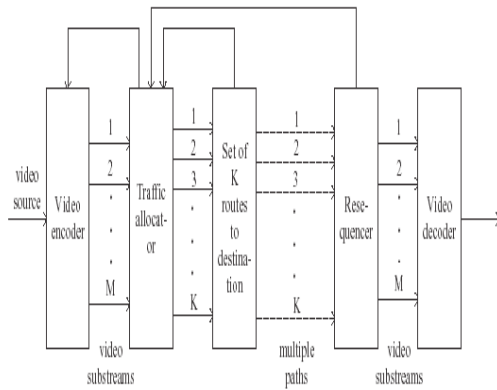 video
source
Video
encoder
1
2
M
video
substreams
Traffic
allocat-
or
1
2
3
K
Set of
K
routes
to
destina-
tion
1
2
3
K
multiple
paths
Rese-
quencer
1
2
M
video
substreams
Video
decoder